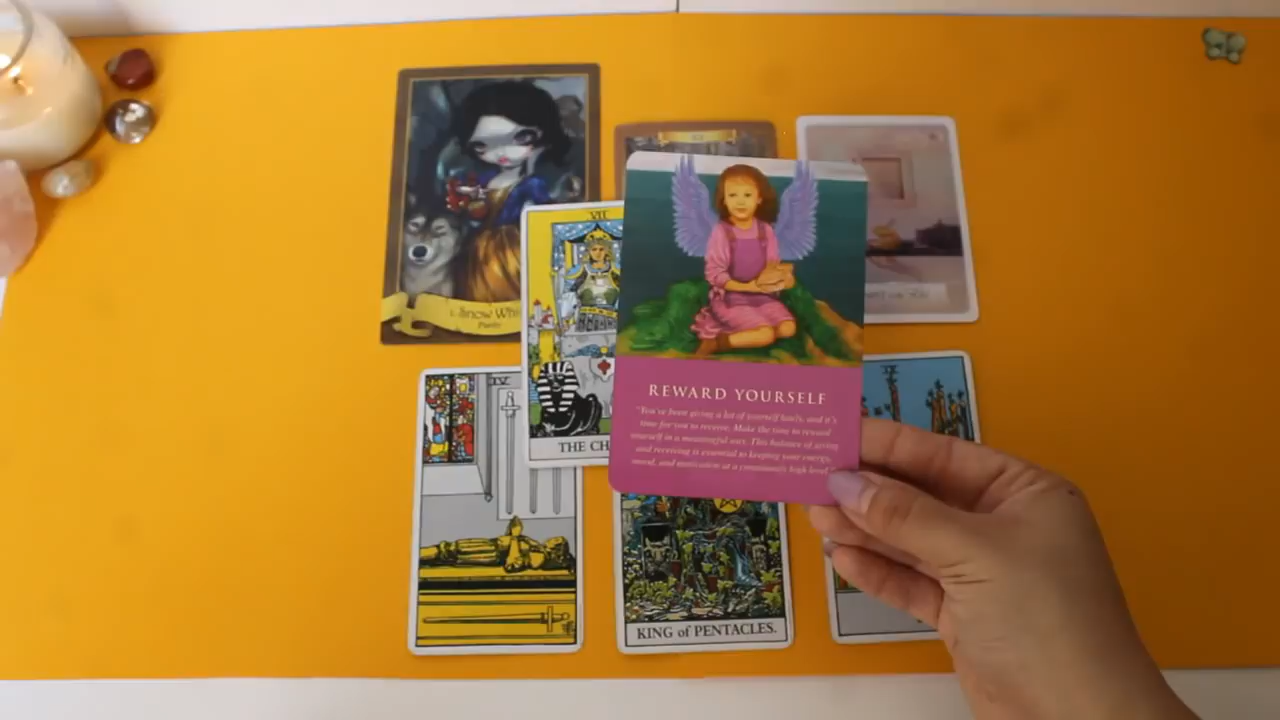 1. Snow Whi
Purity
VII
THE CH
REWARD YOURSELF
"You've been giving a lot of yourself lately, and it's
time for you to receive. Make the time to reward
yourself in a meaningful way. This balance of giving
and receiving is essential to keeping your energy,
mood, and motivation at a consistently high level."
IV
KING of PENTACLES.